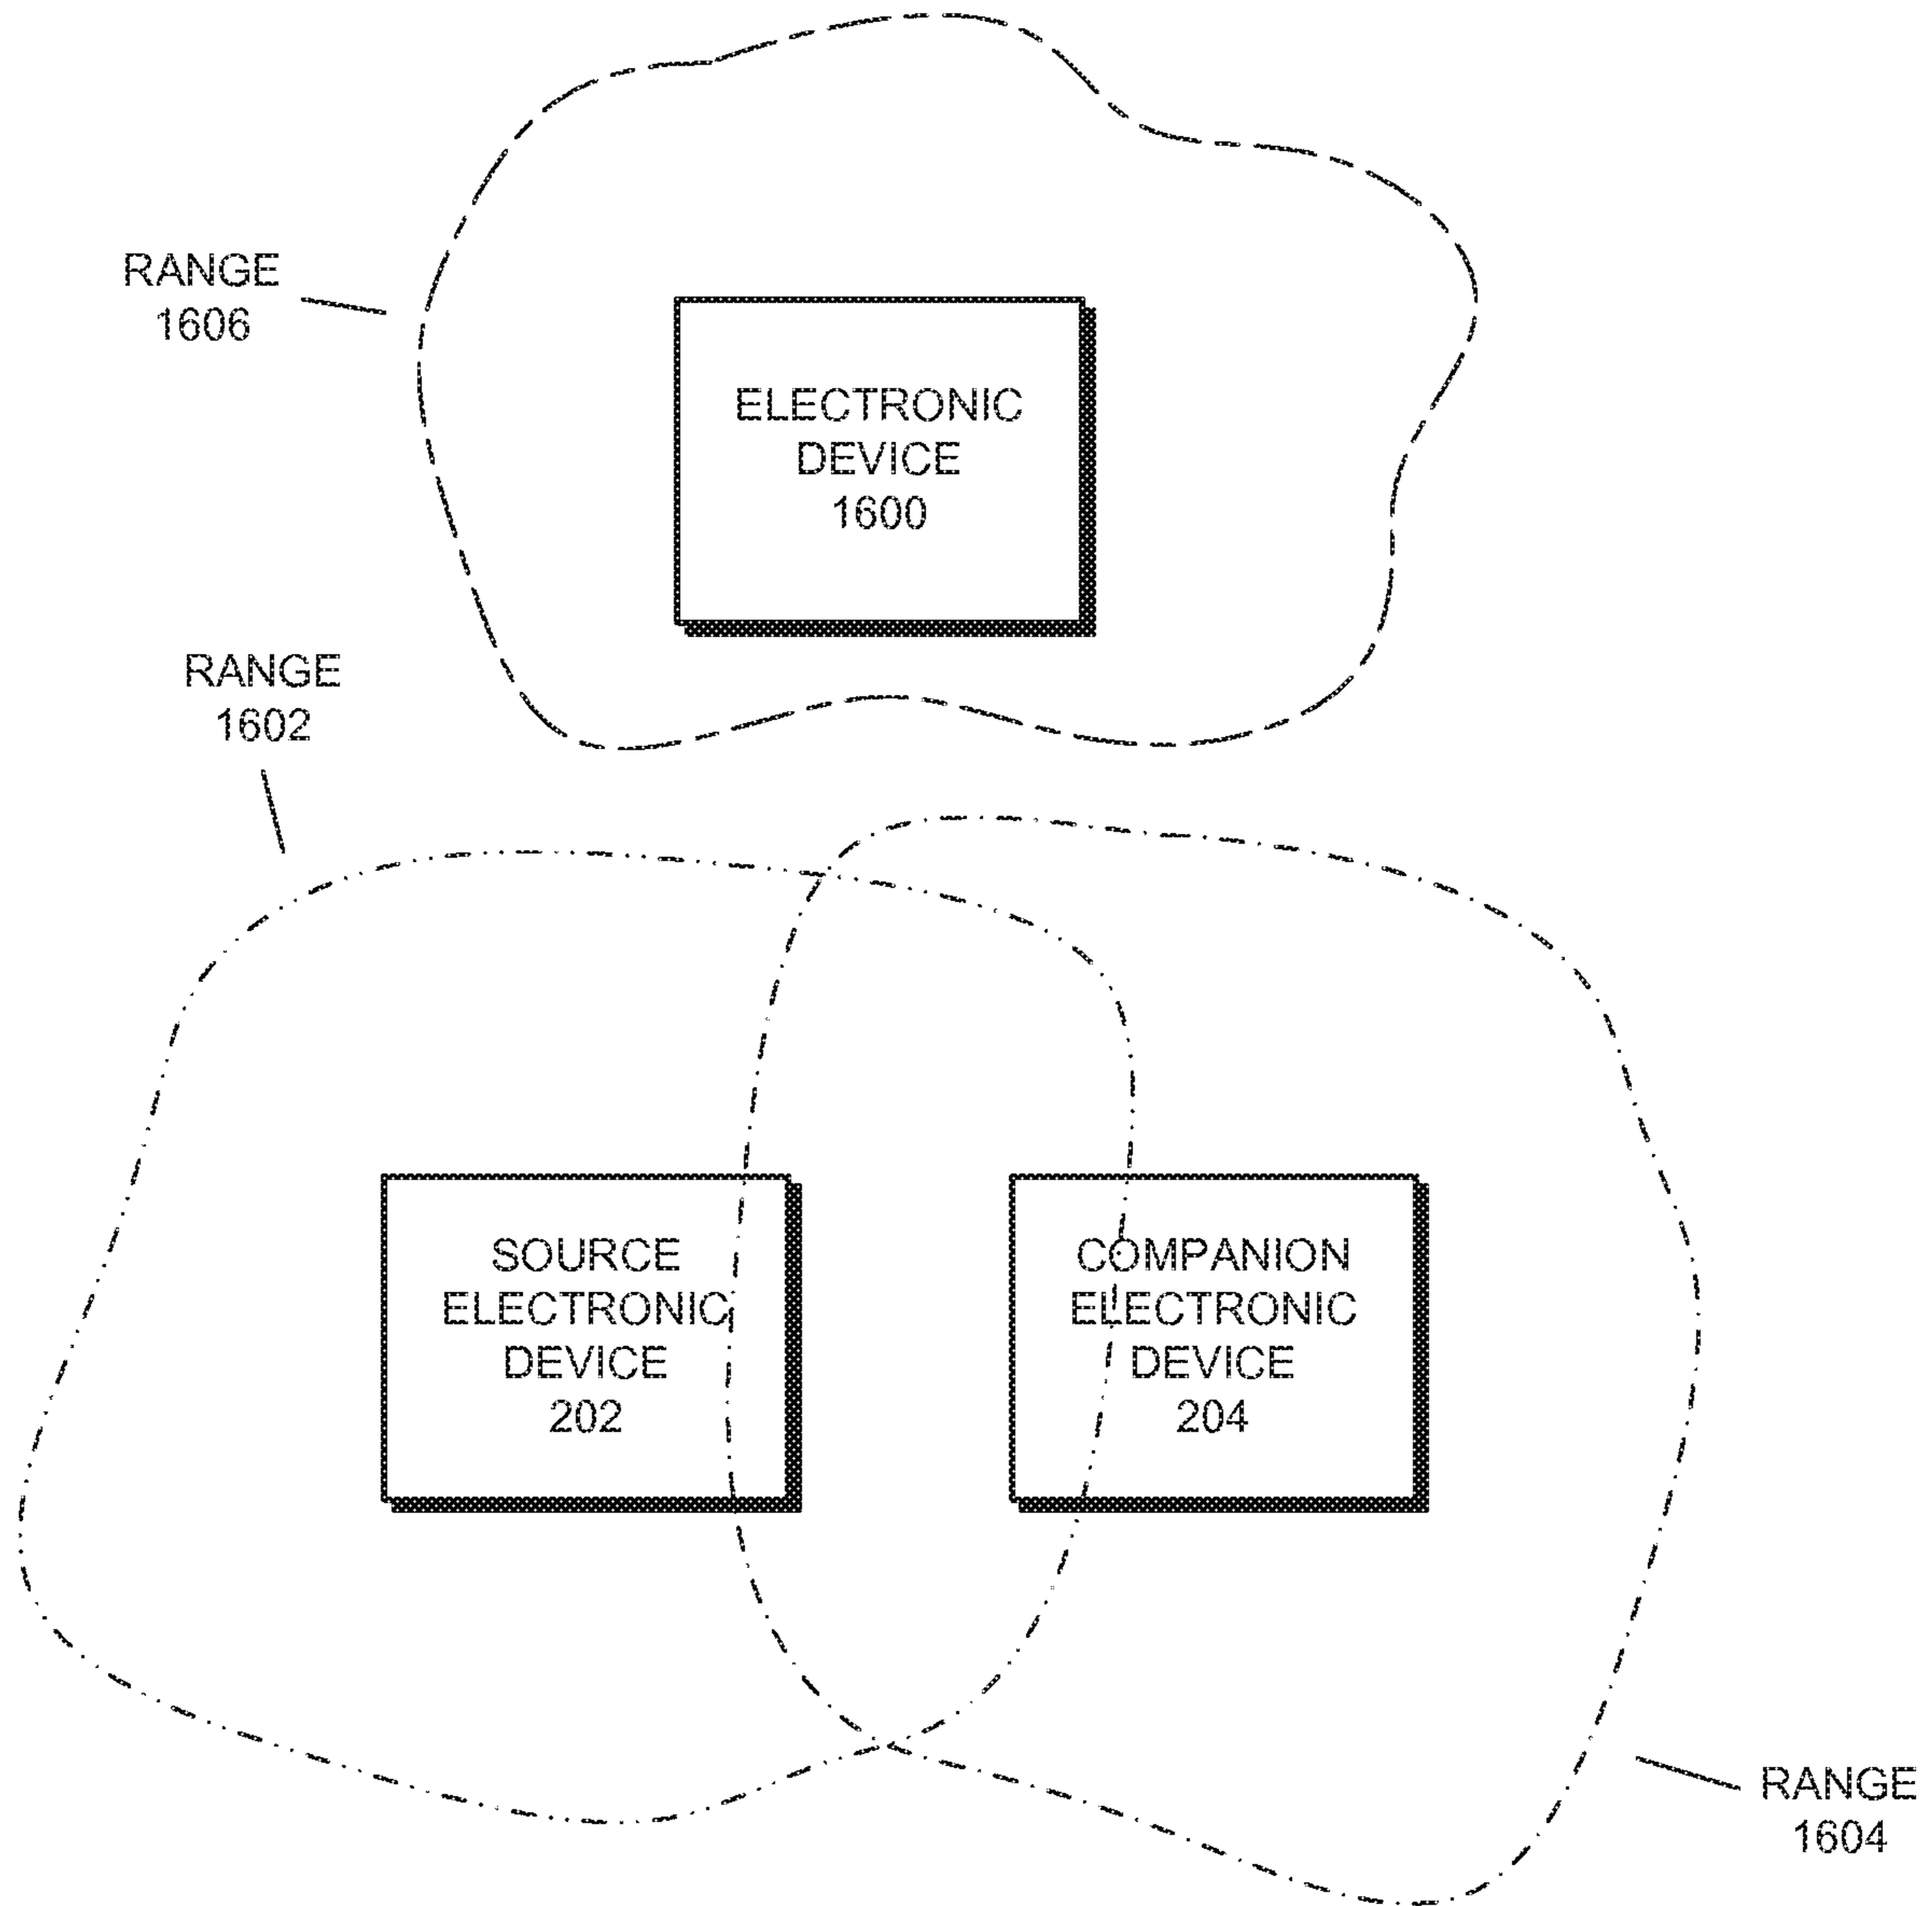 RANGE
1606
ELECTRONIC
DEVICE
1600
RANGE
1602
SOURCE
ELECTRONIC
DEVICE
202
COMPANION
ELECTRONIC
DEVICE
204
RANGE
1604